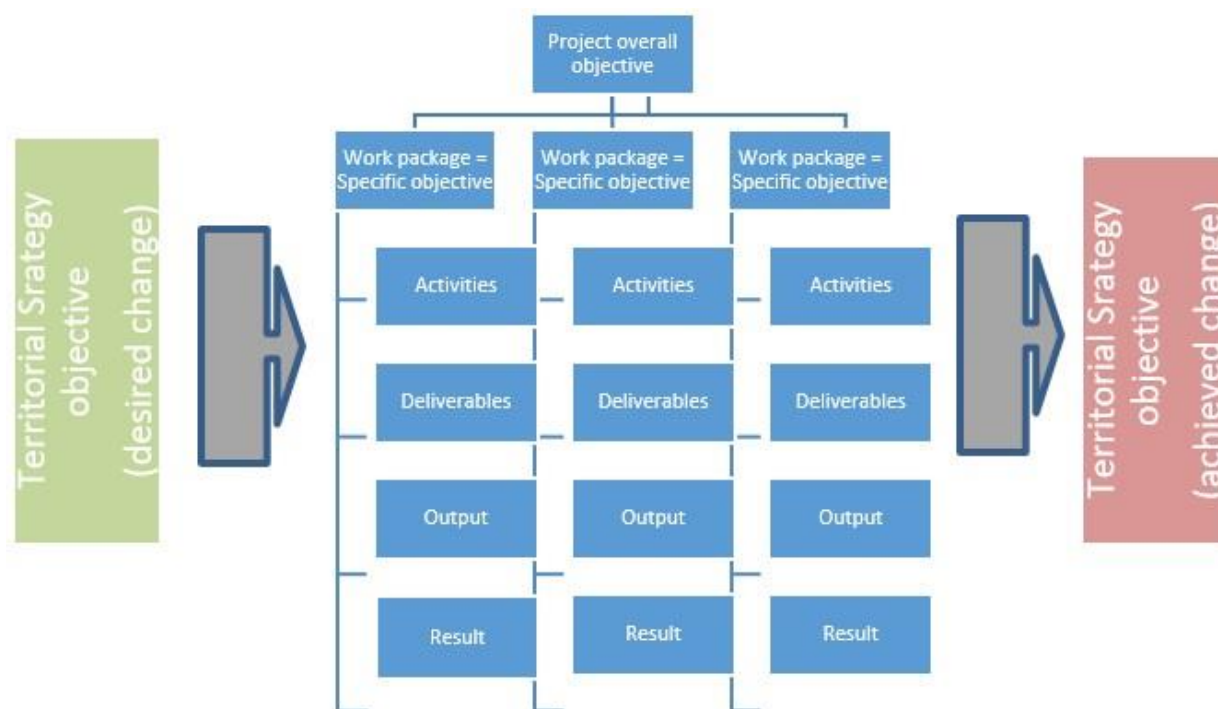 Project overall
objective
Territorial Srategy
objective
(desired change)
Work package =
Specific objective
Work package =
Specific objective
Work package =
Specific objective
Activities
Activities
Activities
Deliverables
Deliverables
Deliverables
Output
Output
Output
Result
Result
Result
Territorial Srategy
objective
(achieved change)